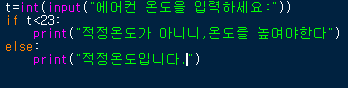 t=int(input("에어컨 온도을 입력하세요:"))
if t<23:
    print("적정온도가 아니니,온도를 높여야한다")
else:
    print("적정온도입니다.")